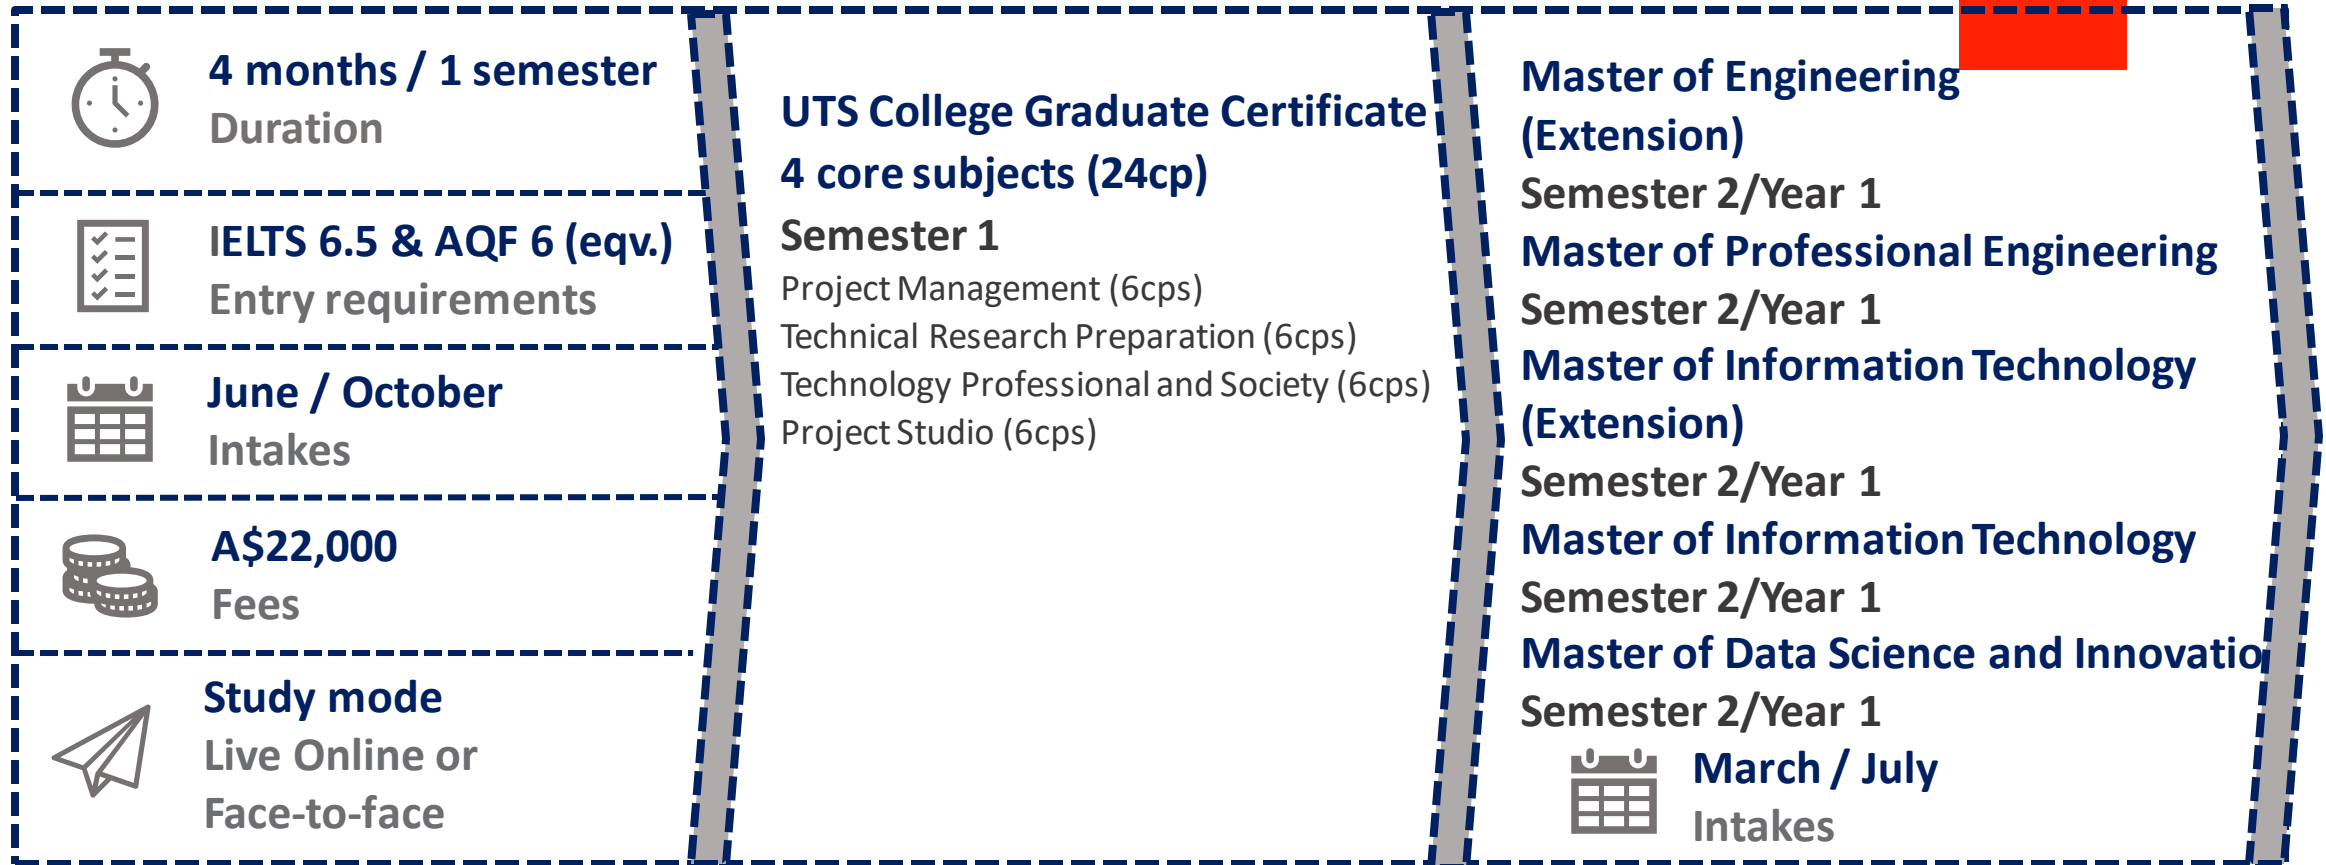 4 months / 1 semester
Duration
IELTS 6.5 & AQF 6 (eqv.)
Entry requirements
June / October
Intakes
A$22,000
Fees
Study mode
Live Online or
Face-to-face
UTS College Graduate Certificate
4 core subjects (24cp)
Semester 1
Project Management (6cps)
Technical Research Preparation (6cps)
Technology Professional and Society (6cps)
Project Studio (6cps)
Master of Engineering
(Extension)
Semester 2/Year 1
Master of Professional Engineering
Semester 2/Year 1
Master of Information Technology
(Extension)
Semester 2/Year 1
Master of Information Technology
Semester 2/Year 1
Master of Data Science and Innovatio
Semester 2/Year 1
March / July
Intakes